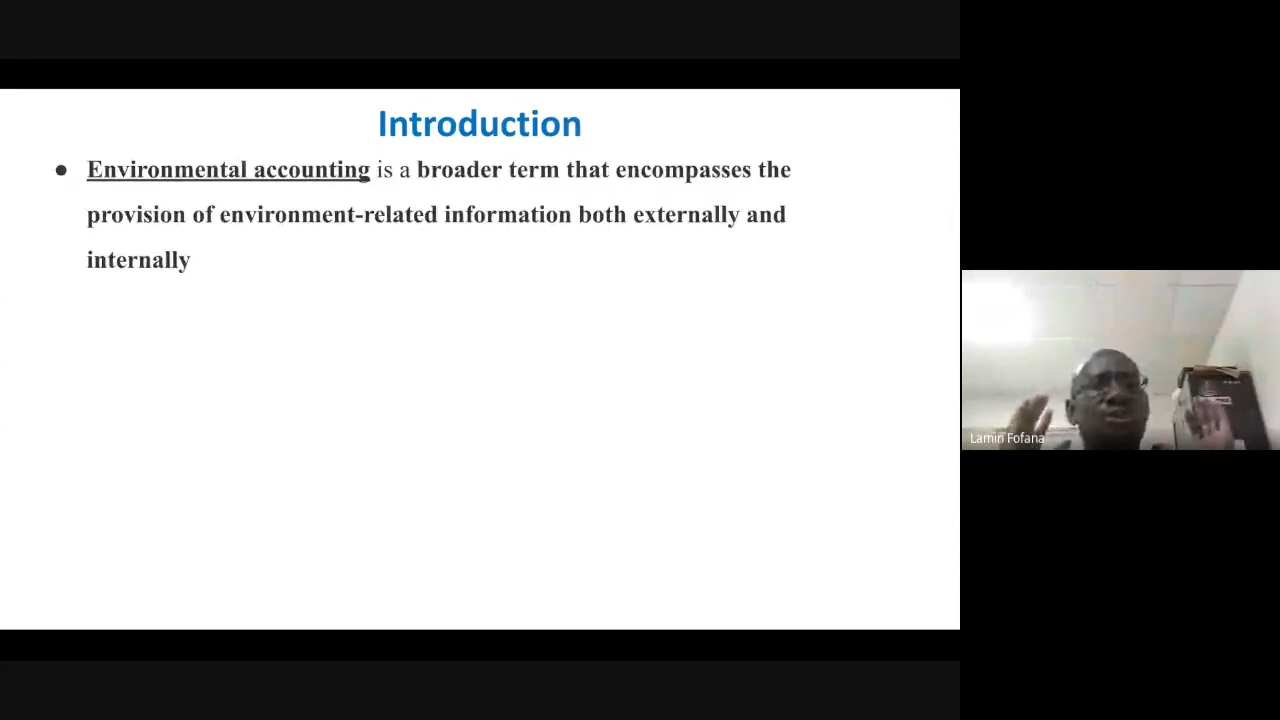 Introduction
● Environmental accounting is a broader term that encompasses the
provision of environment-related information both externally and
internally
Lamin Fofana